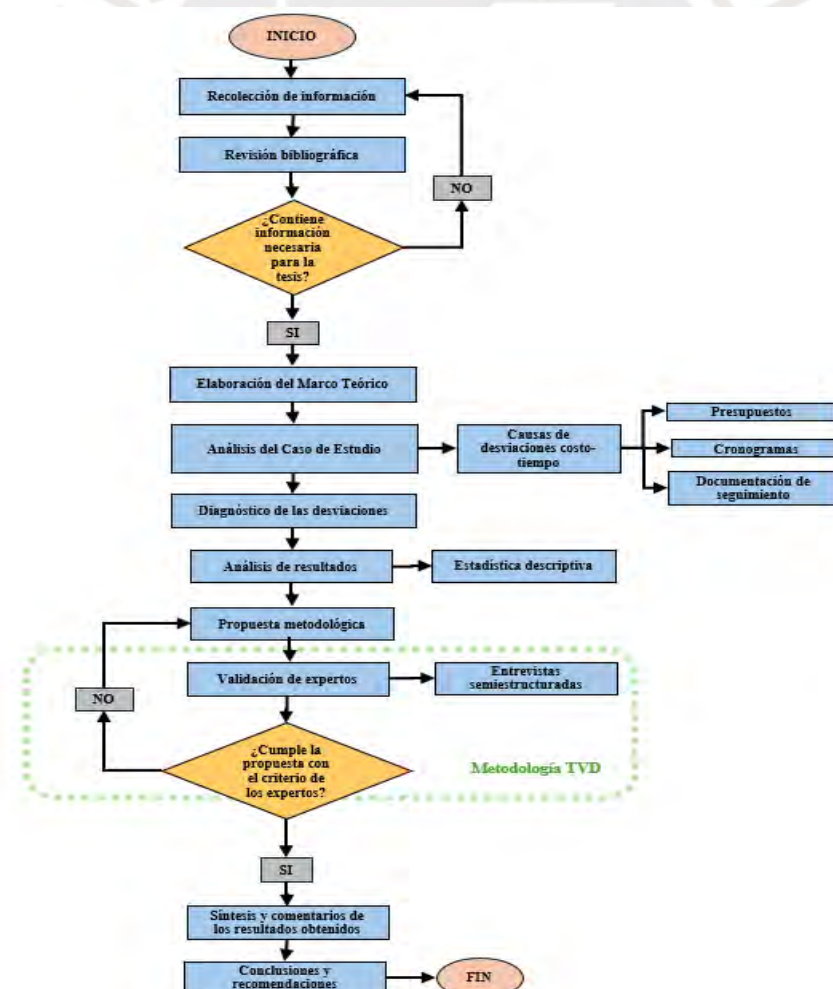 INICIO
Recolección de información
Revisión bibliográfica
NO
¿Contiene
información
necesaria
para la
tesis?
SI
Elaboración del Marco Teórico
Análisis del Caso de Estudio
Causas de
desviaciones costo-
tiempo
Presupuestos
Cronogramas
Documentación de
seguimiento
Diagnóstico de las desviaciones
Análisis de resultados
Estadística descriptiva
Propuesta metodológica
Validación de expertos
Entrevistas
semiestructuradas
NO
¿Cumple la
propuesta con
el criterio de
los expertos?
Metodología TVD
SI
Síntesis y comentarios de
los resultados obtenidos
Conclusiones y
recomendaciones
FIN